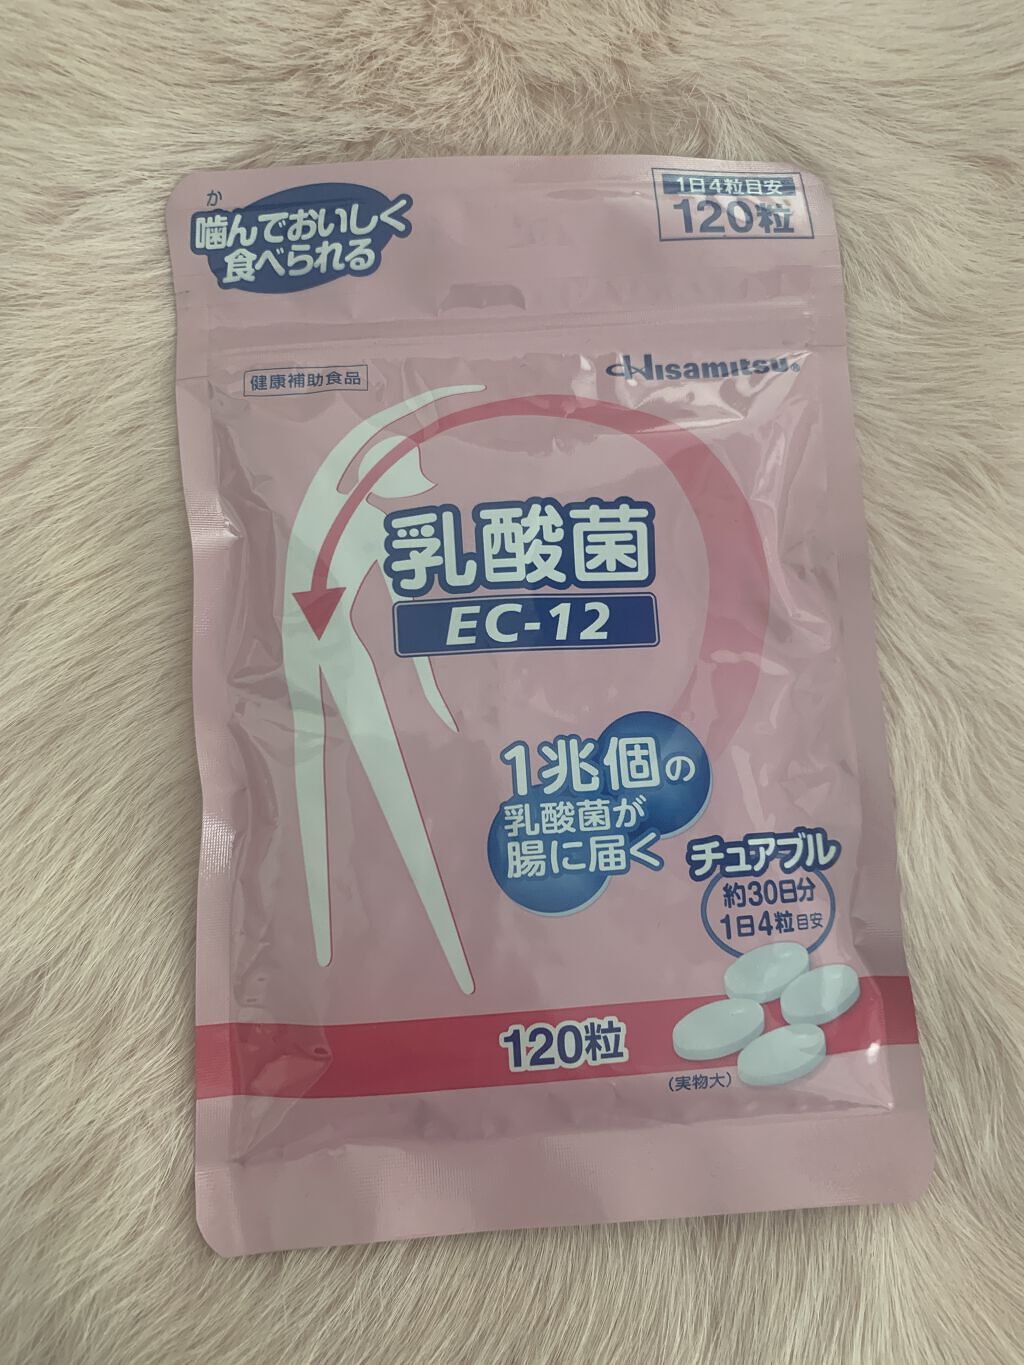 か
噛んでおいしく
食べられる
1日4粒目安
120粒
健康補助食品
Hisamitsu®
乳酸菌
EC-12
1兆個の
乳酸菌が
腸に届く
チュアブル
約30日分
1日4粒目安
120粒
(実物大)